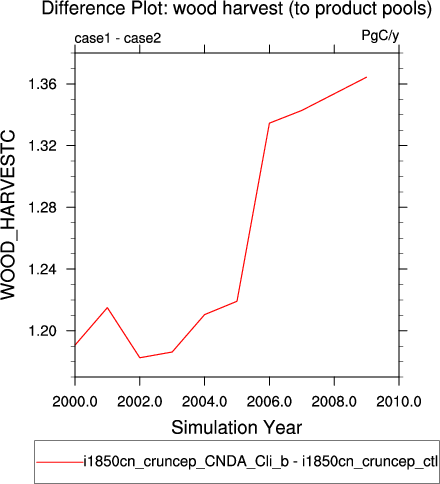 Difference Plot: wood harvest (to product pools)
case1 - case2
PgC/y
WOOD_HARVESTC
1.36
1.32
1.28
1.24
1.20
2000.0 2002.0 2004.0 2006.0 2008.0 2010.0
Simulation Year
i1850cn_cruncep_CNDA_Cli_b - i1850cn_cruncep_ctl